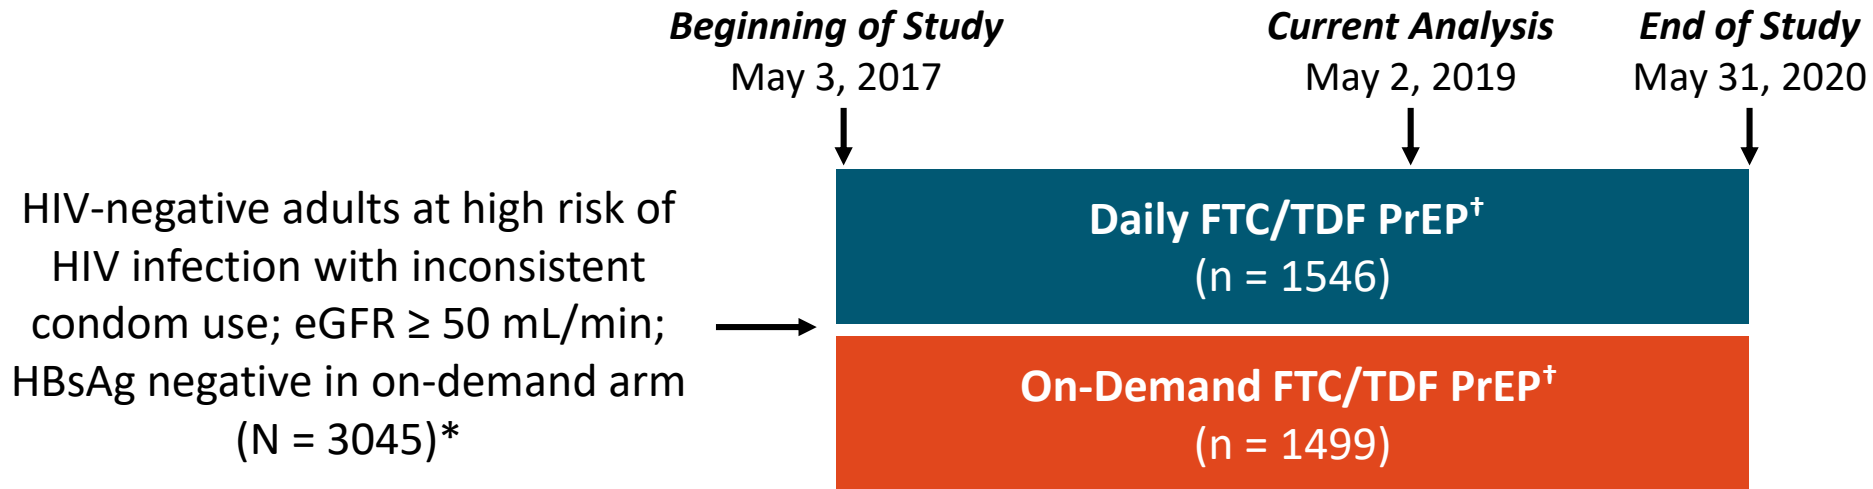 Beginning of Study
May 3, 2017
Current Analysis
May 2, 2019
End of Study
May 31, 2020
HIV-negative adults at high risk of
HIV infection with inconsistent
condom use; eGFR ≥ 50 mL/min;
HBsAg negative in on-demand arm
(N = 3045)*
Daily FTC/TDF PrEP†
(n = 1546)
On-Demand FTC/TDF PrEP†
(n = 1499)